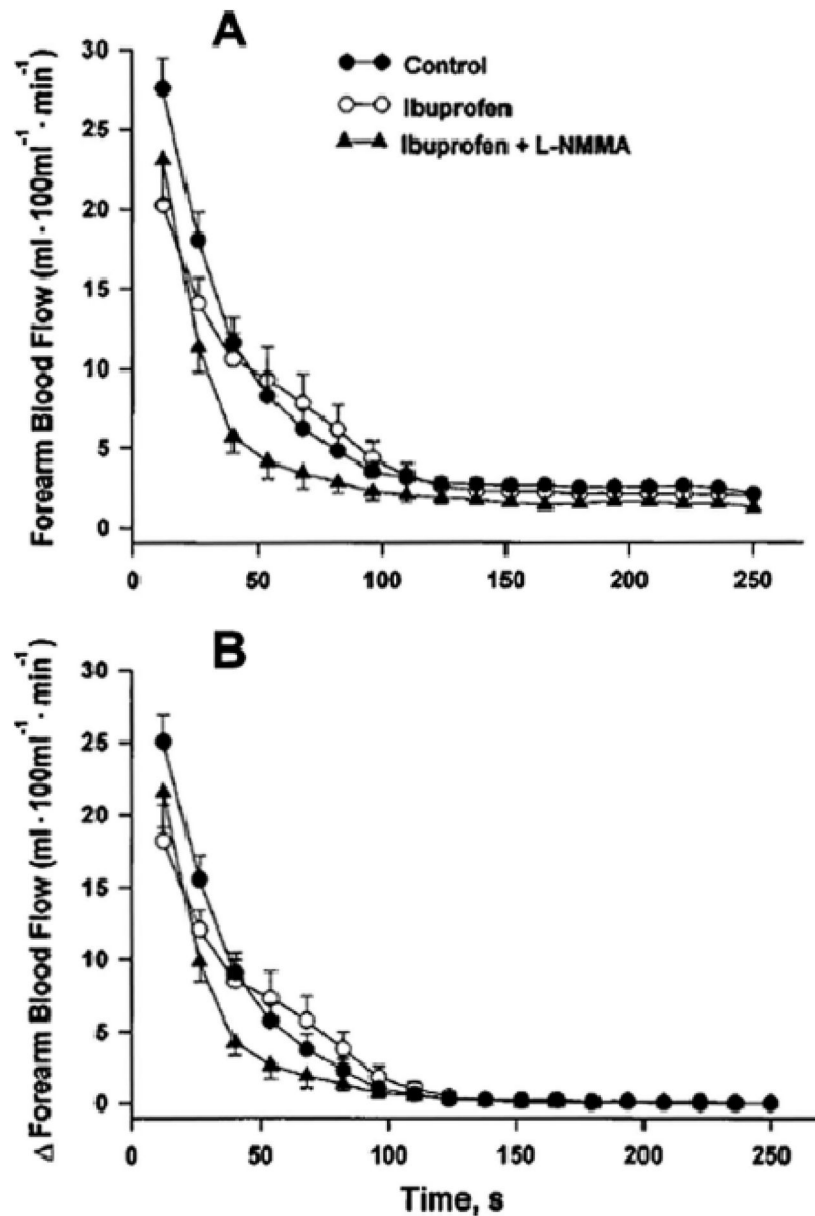 A
Forearm Blood Flow (ml · 100ml⁻¹ · min⁻¹)
30
25
20
15
10
5
0
Control
Ibuprofen
Ibuprofen + L-NMMA
0 50 100 150 200 250
B
Δ Forearm Blood Flow (ml · 100ml⁻¹ · min⁻¹)
30
25
20
15
10
5
0
0 50 100 150 200 250
Time, s